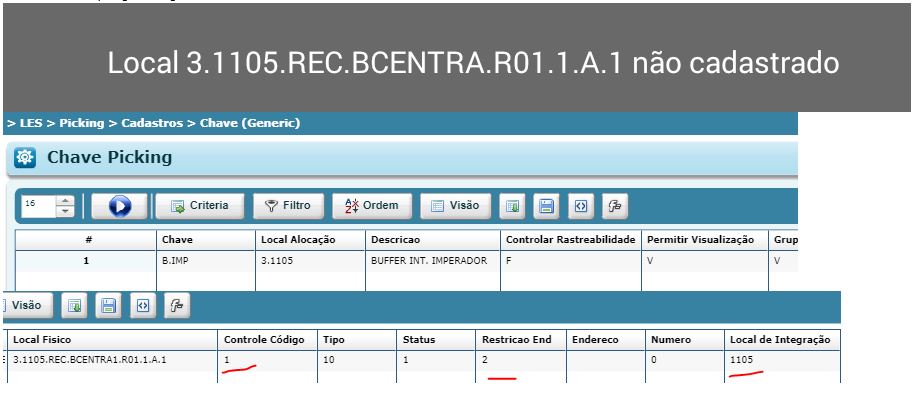 Local 3.1105.REC.BCENTRA.R01.1.A.1 não cadastrado
> LES > Picking > Cadastros > Chave (Generic)
Chave Picking
16 Criteria Filtro Ordem Visão
# Chave Local Alocação Descricao Controlar Rastreabilidade Permitir Visualização Grup
1 B.IMP 3.1105 BUFFER INT. IMPERADOR F V V
Visão
Local Fisico Controle Código Tipo Status Restricao End Endereco Numero Local de Integração
3.1105.REC.BCENTRA1.R01.1.A.1 1 10 1 2 0 1105